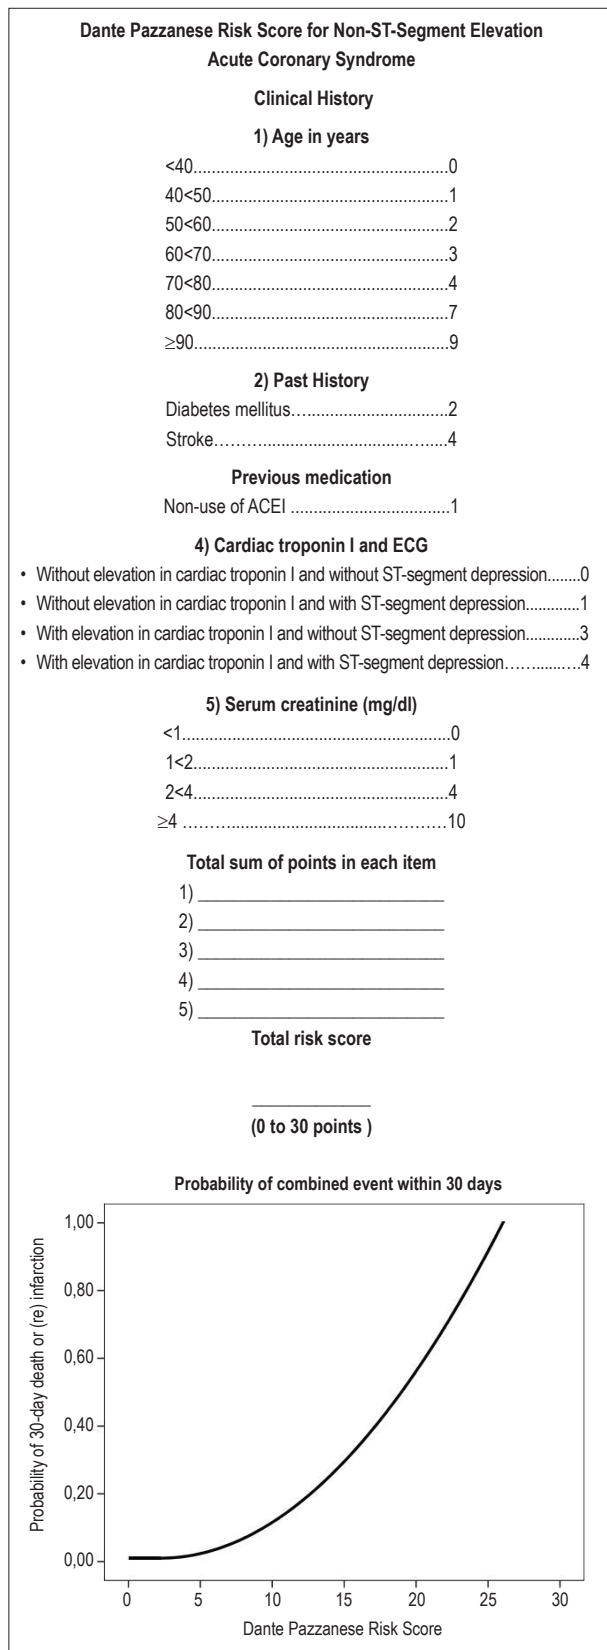 Dante Pazzanese Risk Score for Non-ST-Segment Elevation
Acute Coronary Syndrome
Clinical History
1) Age in years
<40.........................................................0
40<50.....................................................1
50<60.....................................................2
60<70.....................................................3
70<80.....................................................4
80<90.....................................................7
≥90.........................................................9
2) Past History
Diabetes mellitus…................................2
Stroke………..................................…......4
Previous medication
Non-use of ACEI ...................................1
4) Cardiac troponin I and ECG
• Without elevation in cardiac troponin I and without ST-segment depression........0
• Without elevation in cardiac troponin I and with ST-segment depression............1
• With elevation in cardiac troponin I and without ST-segment depression............3
• With elevation in cardiac troponin I and with ST-segment depression……......….4
5) Serum creatinine (mg/dl)
<1............................................................0
1<2.........................................................1
2<4.........................................................4
≥4 ………..................................…………10
Total sum of points in each item
1) ___________________________
2) ___________________________
3) ___________________________
4) ___________________________
5) ___________________________
Total risk score
_____________
(0 to 30 points )
Probability of combined event within 30 days
Probability of 30-day death or (re) infarction
1,00
0,80
0,60
0,40
0,20
0,00
0 5 10 15 20 25 30
Dante Pazzanese Risk Score